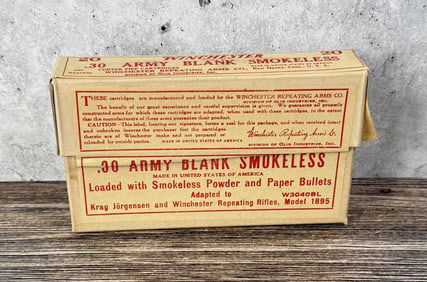 20 WINCHESTER 20
.30 ARMY BLANK SMOKELESS
CENTER FIRE
WINCHESTER REPEATING ARMS CO.,
DIVISION OF OLIN INDUSTRIES, INC.
THESE cartridges are manufactured and loaded by the WINCHESTER REPEATING ARMS CO.
DIVISION OF OLIN INDUSTRIES, INC.
The benefit of our great experience and careful supervision is given. We guarantee all properly
constructed arms for which these cartridges are adapted, when used with these cartridges, to the extent
that the manufacturers of these arms guarantee their product.
CAUTION—This label, bearing our signature, forms a seal for this package, and when received intact
and unbroken insures the purchaser that the cartridges
therein are of Winchester make and not prepared or
reloaded by outside parties. MADE IN UNITED STATES OF AMERICA
Winchester Repeating Arms Co.
DIVISION OF OLIN INDUSTRIES, INC.
.30 ARMY BLANK SMOKELESS
MADE IN UNITED STATES OF AMERICA
Loaded with Smokeless Powder and Paper Bullets
Adapted to W3040BL
Krag Jörgensen and Winchester Repeating Rifles, Model 1895